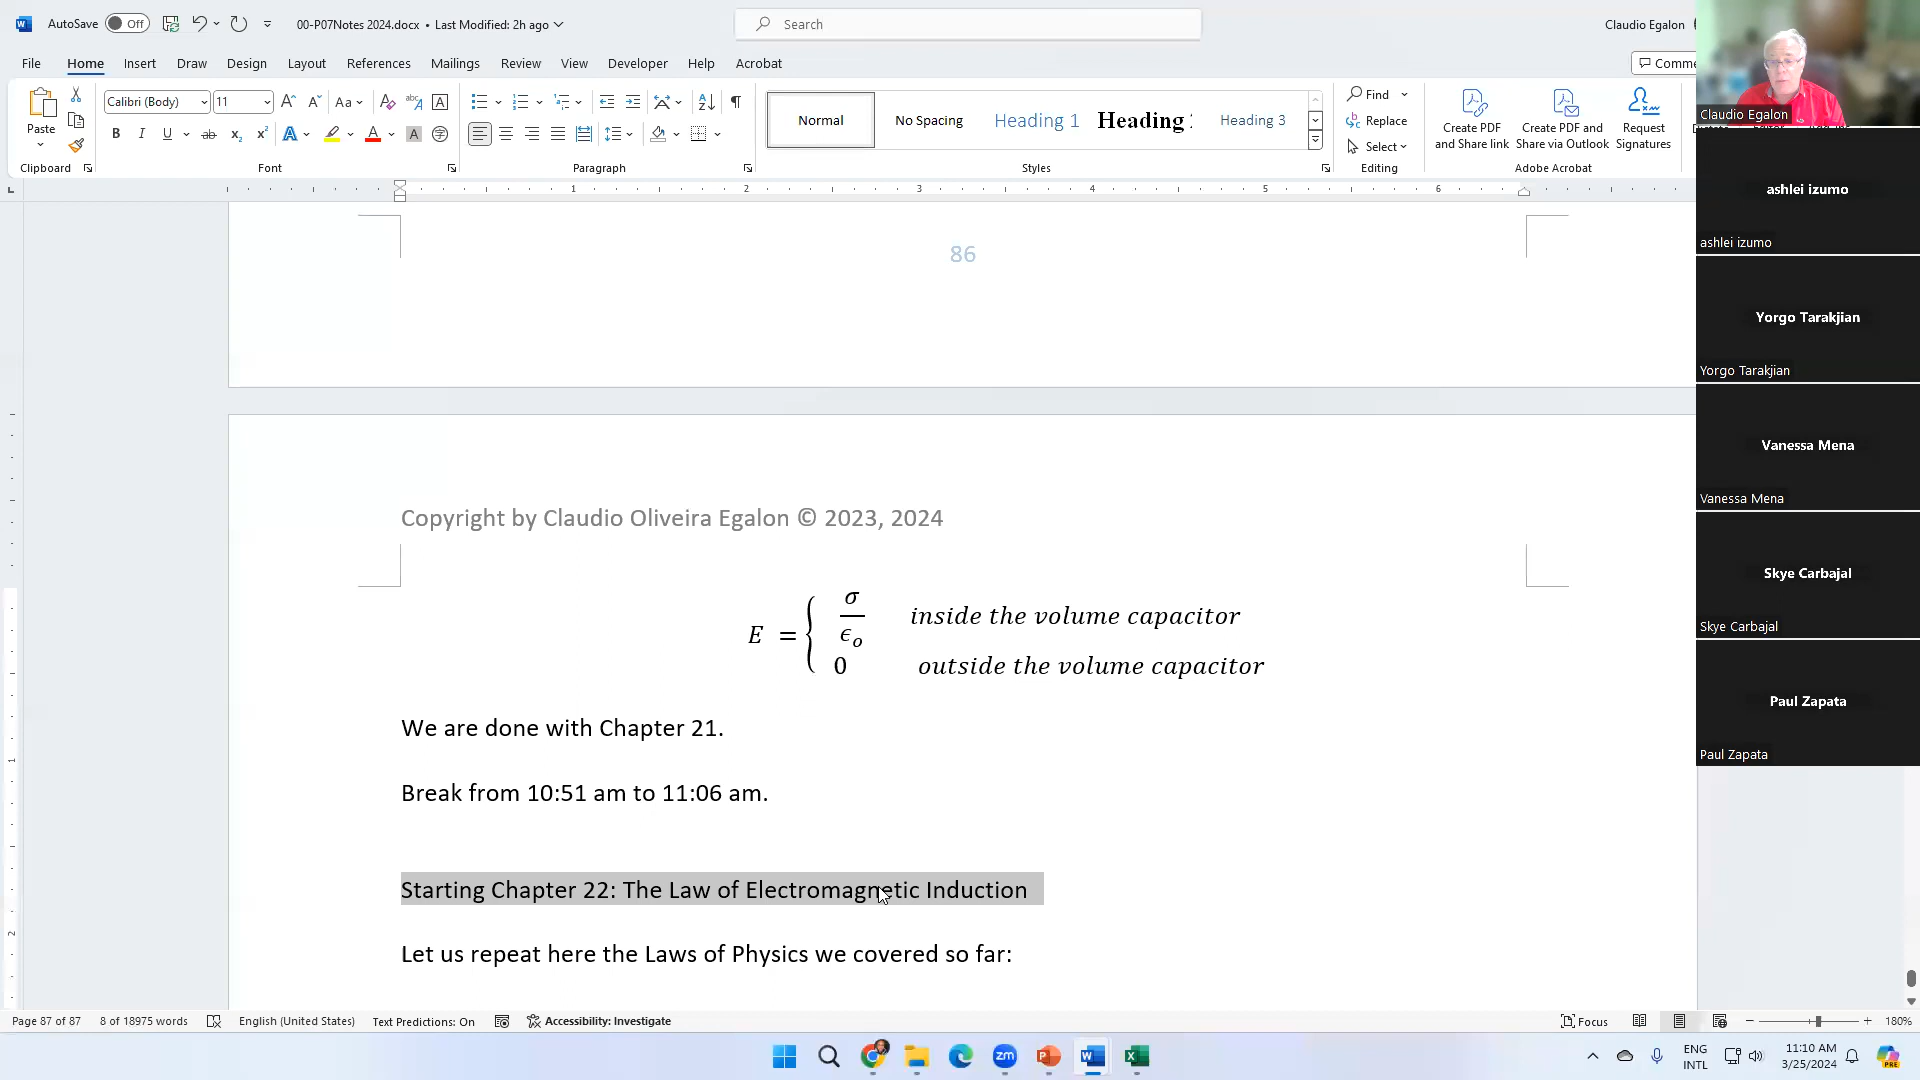 AutoSave Off 00-P07Notes 2024.docx • Last Modified: 2h ago Search Claudio Egalon
File Home Insert Draw Design Layout References Mailings Review View Developer Help Acrobat Comme
Paste Calibri (Body) 11 Normal No Spacing Heading 1 Heading Heading 3 Find Replace Select Create PDF and Share link Create PDF and Share via Outlook Request Signatures
Clipboard Font Paragraph Styles Editing Adobe Acrobat
1 2 3 4 5 6
86
Copyright by Claudio Oliveira Egalon © 2023, 2024
E = { σ/ϵo inside the volume capacitor
0 outside the volume capacitor
We are done with Chapter 21.
Break from 10:51 am to 11:06 am.
Starting Chapter 22: The Law of Electromagnetic Induction
Let us repeat here the Laws of Physics we covered so far:
Claudio Egalon
ashlei izumo
ashlei izumo
Yorgo Tarakjian
Yorgo Tarakjian
Vanessa Mena
Vanessa Mena
Skye Carbajal
Skye Carbajal
Paul Zapata
Paul Zapata
Page 87 of 87 8 of 18975 words English (United States) Text Predictions: On Accessibility: Investigate Focus 180%
ENG INTL 11:10 AM 3/25/2024